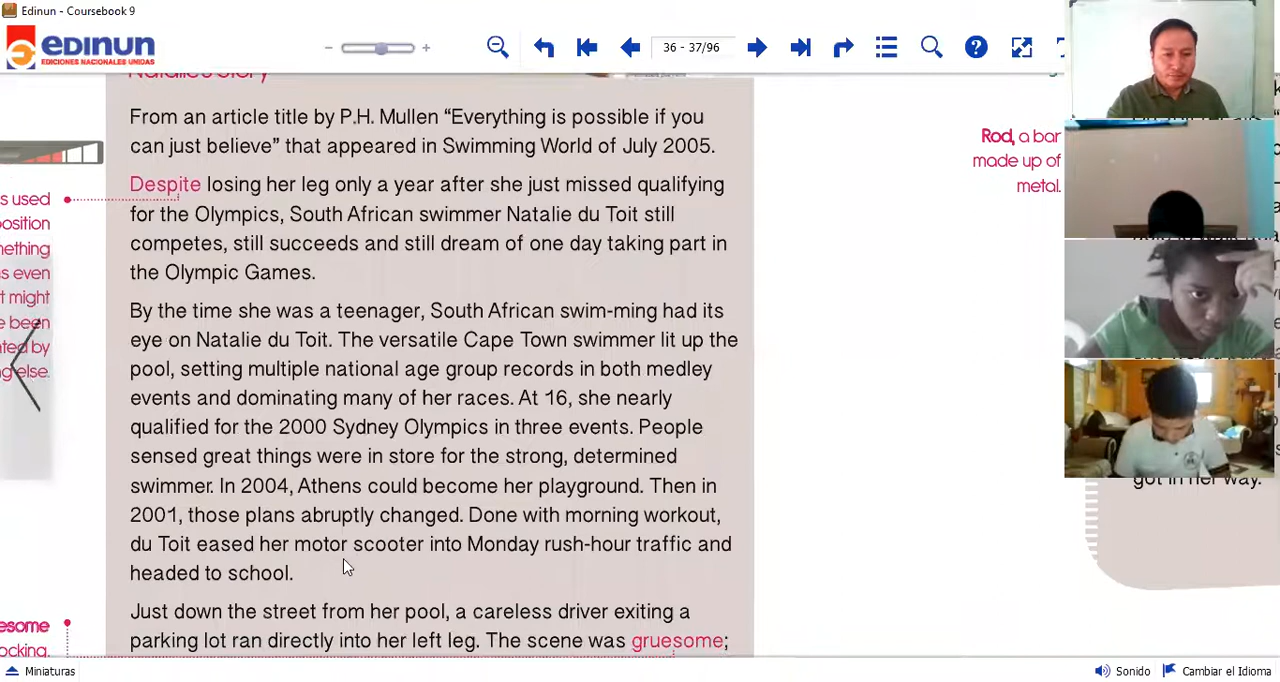 Edinun - Coursebook 9
edinun
EDICIONES NACIONALES UNIDAS
36 - 37/96
Natalie's Story
From an article title by P.H. Mullen “Everything is possible if you
can just believe” that appeared in Swimming World of July 2005.
Despite losing her leg only a year after she just missed qualifying
for the Olympics, South African swimmer Natalie du Toit still
competes, still succeeds and still dream of one day taking part in
the Olympic Games.
By the time she was a teenager, South African swim-ming had its
eye on Natalie du Toit. The versatile Cape Town swimmer lit up the
pool, setting multiple national age group records in both medley
events and dominating many of her races. At 16, she nearly
qualified for the 2000 Sydney Olympics in three events. People
sensed great things were in store for the strong, determined
swimmer. In 2004, Athens could become her playground. Then in
2001, those plans abruptly changed. Done with morning workout,
du Toit eased her motor scooter into Monday rush-hour traffic and
headed to school.
Just down the street from her pool, a careless driver exiting a
parking lot ran directly into her left leg. The scene was gruesome;
s used
osition
nething
s even
t might
e been
ted by
g else.
esome
ocking.
Rod, a bar
made up of
metal.
got in her way.
Miniaturas
Sonido
Cambiar el Idioma